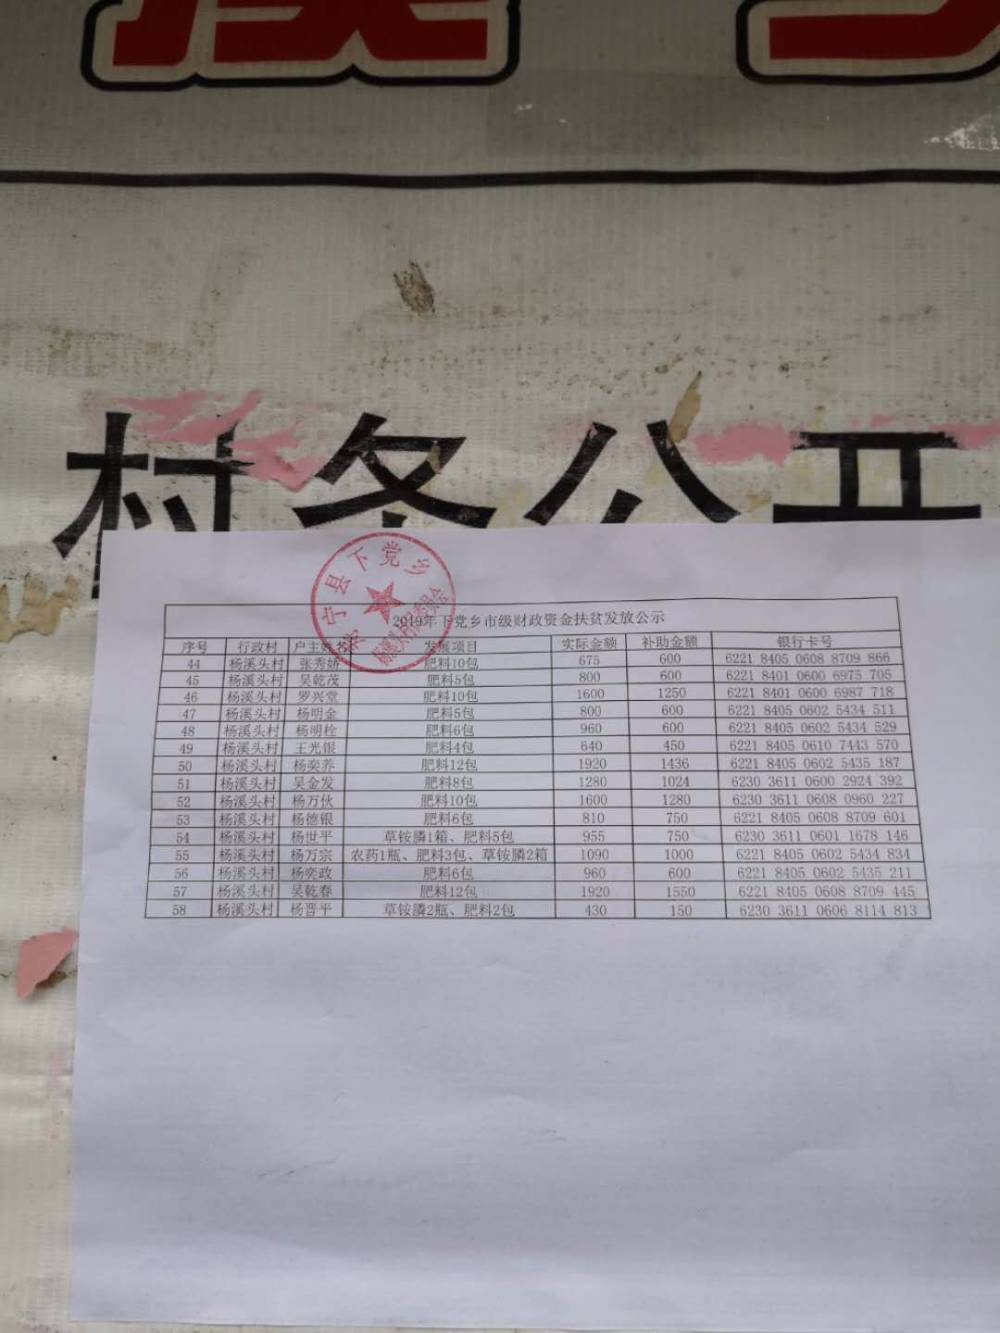 村务公开
寿宁县下党乡
杨溪头村村民委员会
2019年下党乡市级财政资金扶贫发放公示
序号 行政村 户主姓名 发展项目 实际金额 补助金额 银行卡号
44 杨溪头村 张秀娇 肥料10包 675 600 6221 8405 0608 8709 866
45 杨溪头村 吴乾茂 肥料5包 800 600 6221 8401 0600 6975 705
46 杨溪头村 罗兴堂 肥料10包 1600 1250 6221 8401 0600 6987 718
47 杨溪头村 杨明金 肥料5包 800 600 6221 8405 0602 5434 511
48 杨溪头村 杨明栓 肥料6包 960 600 6221 8405 0602 5434 529
49 杨溪头村 王光银 肥料4包 640 450 6221 8405 0610 7443 570
50 杨溪头村 杨奕养 肥料12包 1920 1436 6221 8405 0602 5435 187
51 杨溪头村 吴金发 肥料8包 1280 1024 6230 3611 0600 2924 392
52 杨溪头村 杨万伙 肥料10包 1600 1280 6230 3611 0608 0960 227
53 杨溪头村 杨德银 肥料6包 810 750 6221 8405 0608 8709 601
54 杨溪头村 杨世平 草铵膦1箱、肥料5包 955 750 6230 3611 0601 1678 146
55 杨溪头村 杨万宗 农药1瓶、肥料3包、草铵膦2箱 1090 1000 6221 8405 0602 5434 834
56 杨溪头村 杨奕政 肥料6包 960 600 6221 8405 0602 5435 211
57 杨溪头村 吴乾春 肥料12包 1920 1550 6221 8405 0608 8709 445
58 杨溪头村 杨晋平 草铵膦2瓶、肥料2包 430 150 6230 3611 0606 8114 813